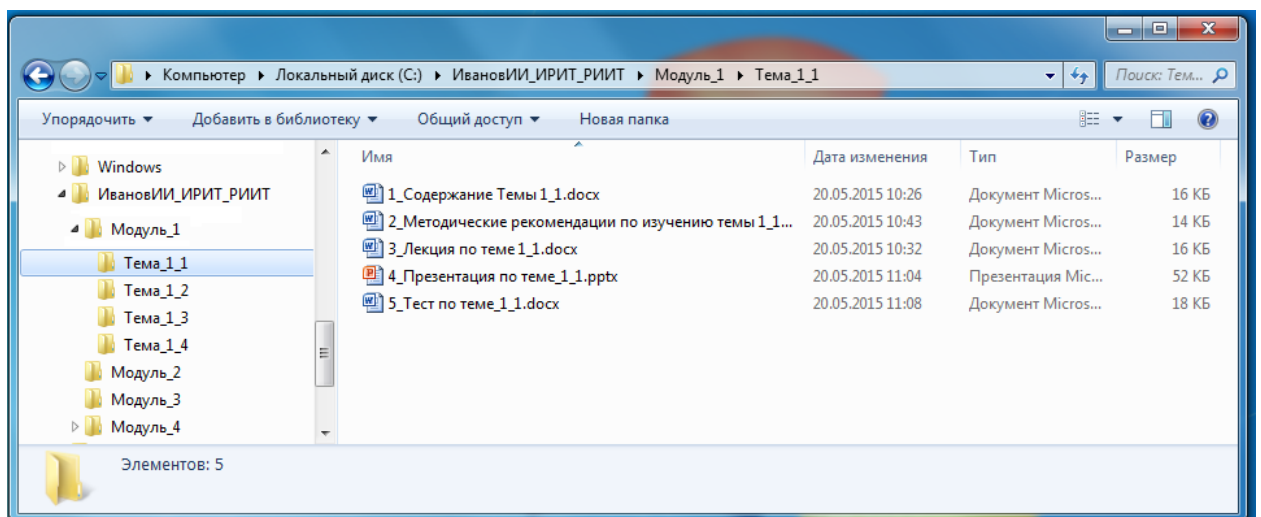 Компьютер Локальный диск (C:) ИвановИИ_ИРИТ_РИИТ Модуль_1 Тема_1_1 Поиск: Тем...
Упорядочить Добавить в библиотеку Общий доступ Новая папка
Windows
ИвановИИ_ИРИТ_РИИТ
Модуль_1
Тема_1_1
Тема_1_2
Тема_1_3
Тема_1_4
Модуль_2
Модуль_3
Модуль_4
Имя Дата изменения Тип Размер
1_Содержание Темы 1_1.docx 20.05.2015 10:26 Документ Micros... 16 КБ
2_Методические рекомендации по изучению темы 1_1... 20.05.2015 10:43 Документ Micros... 14 КБ
3_Лекция по теме 1_1.docx 20.05.2015 10:32 Документ Micros... 16 КБ
4_Презентация по теме_1_1.pptx 20.05.2015 11:04 Презентация Mic... 52 КБ
5_Тест по теме_1_1.docx 20.05.2015 11:08 Документ Micros... 18 КБ
Элементов: 5